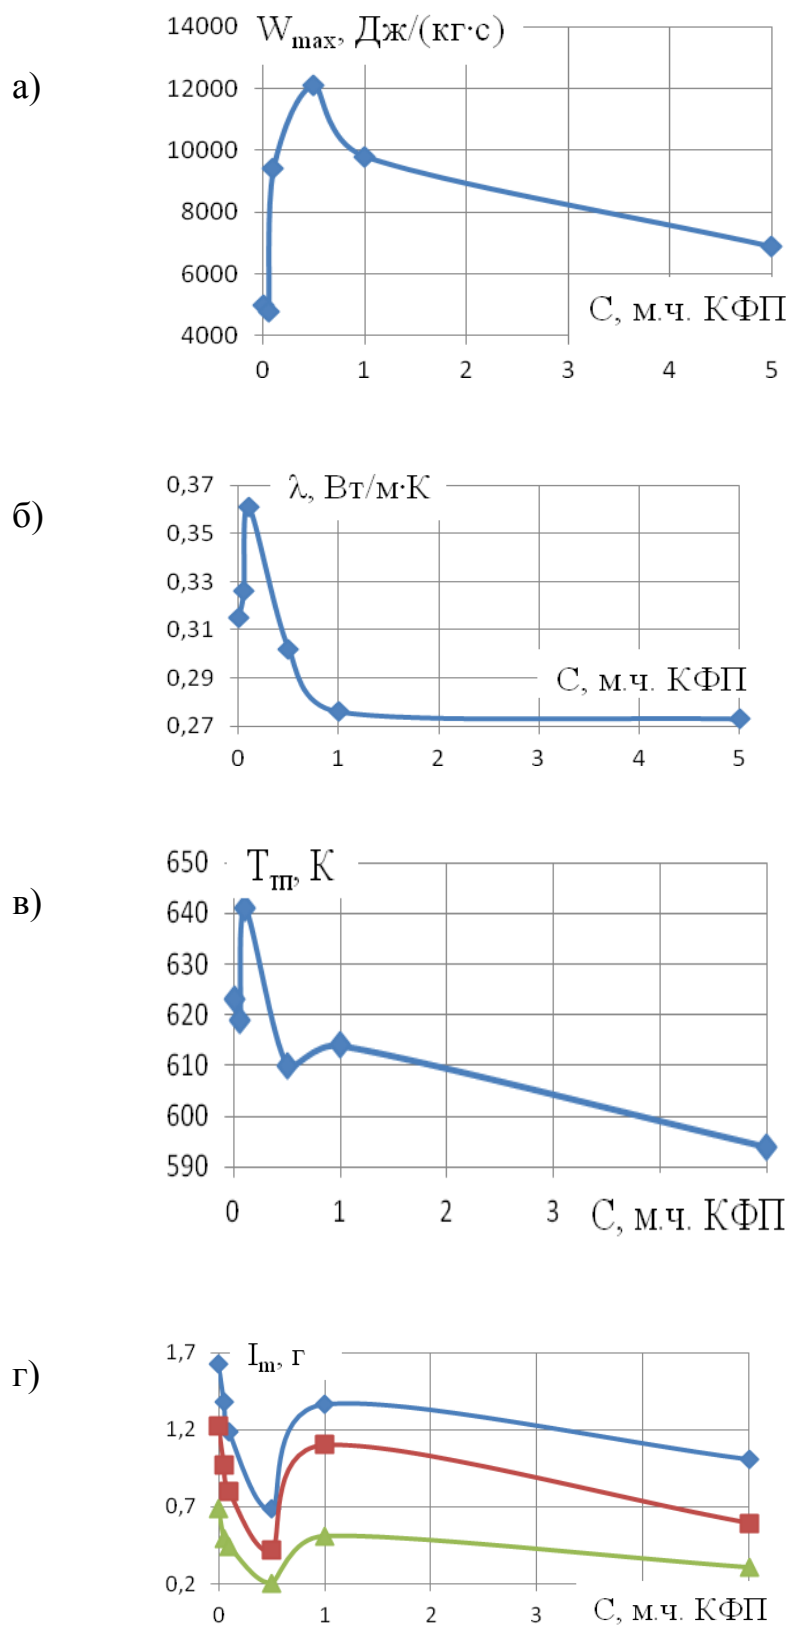 а)
14000 Wmax, Дж/(кг·с)
12000
10000
8000
6000
4000
С, м.ч. КФП
0 1 2 3 4 5
б)
0,37 λ, Вт/м·К
0,35
0,33
0,31
0,29
0,27
С, м.ч. КФП
0 1 2 3 4 5
в)
650 Tтп, К
640
630
620
610
600
590
0 1 2 3 С, м.ч. КФП
г)
1,7 Im, г
1,2
0,7
0,2
0 1 2 3 С, м.ч. КФП